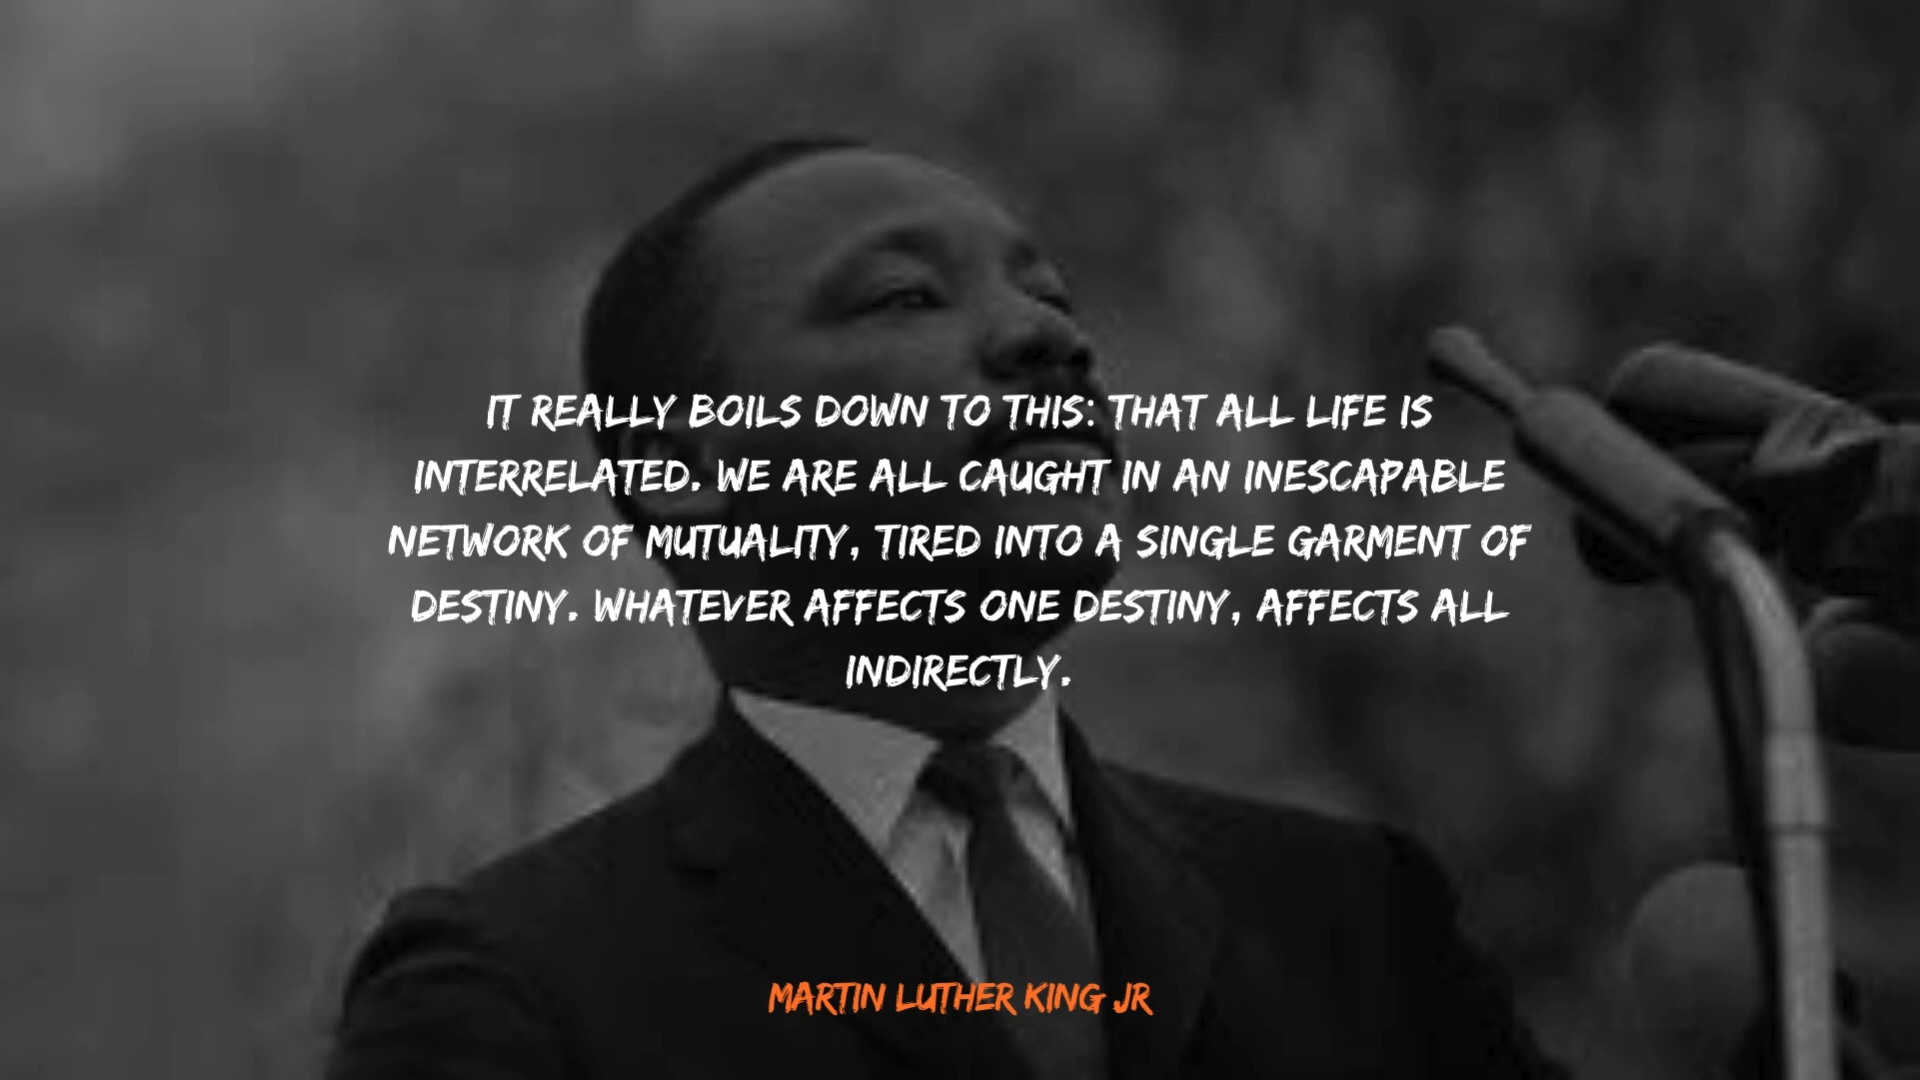 IT REALLY BOILS DOWN TO THIS: THAT ALL LIFE IS
INTERRELATED. WE ARE ALL CAUGHT IN AN INESCAPABLE
NETWORK OF MUTUALITY, TIRED INTO A SINGLE GARMENT OF
DESTINY. WHATEVER AFFECTS ONE DESTINY, AFFECTS ALL
INDIRECTLY.
MARTIN LUTHER KING JR